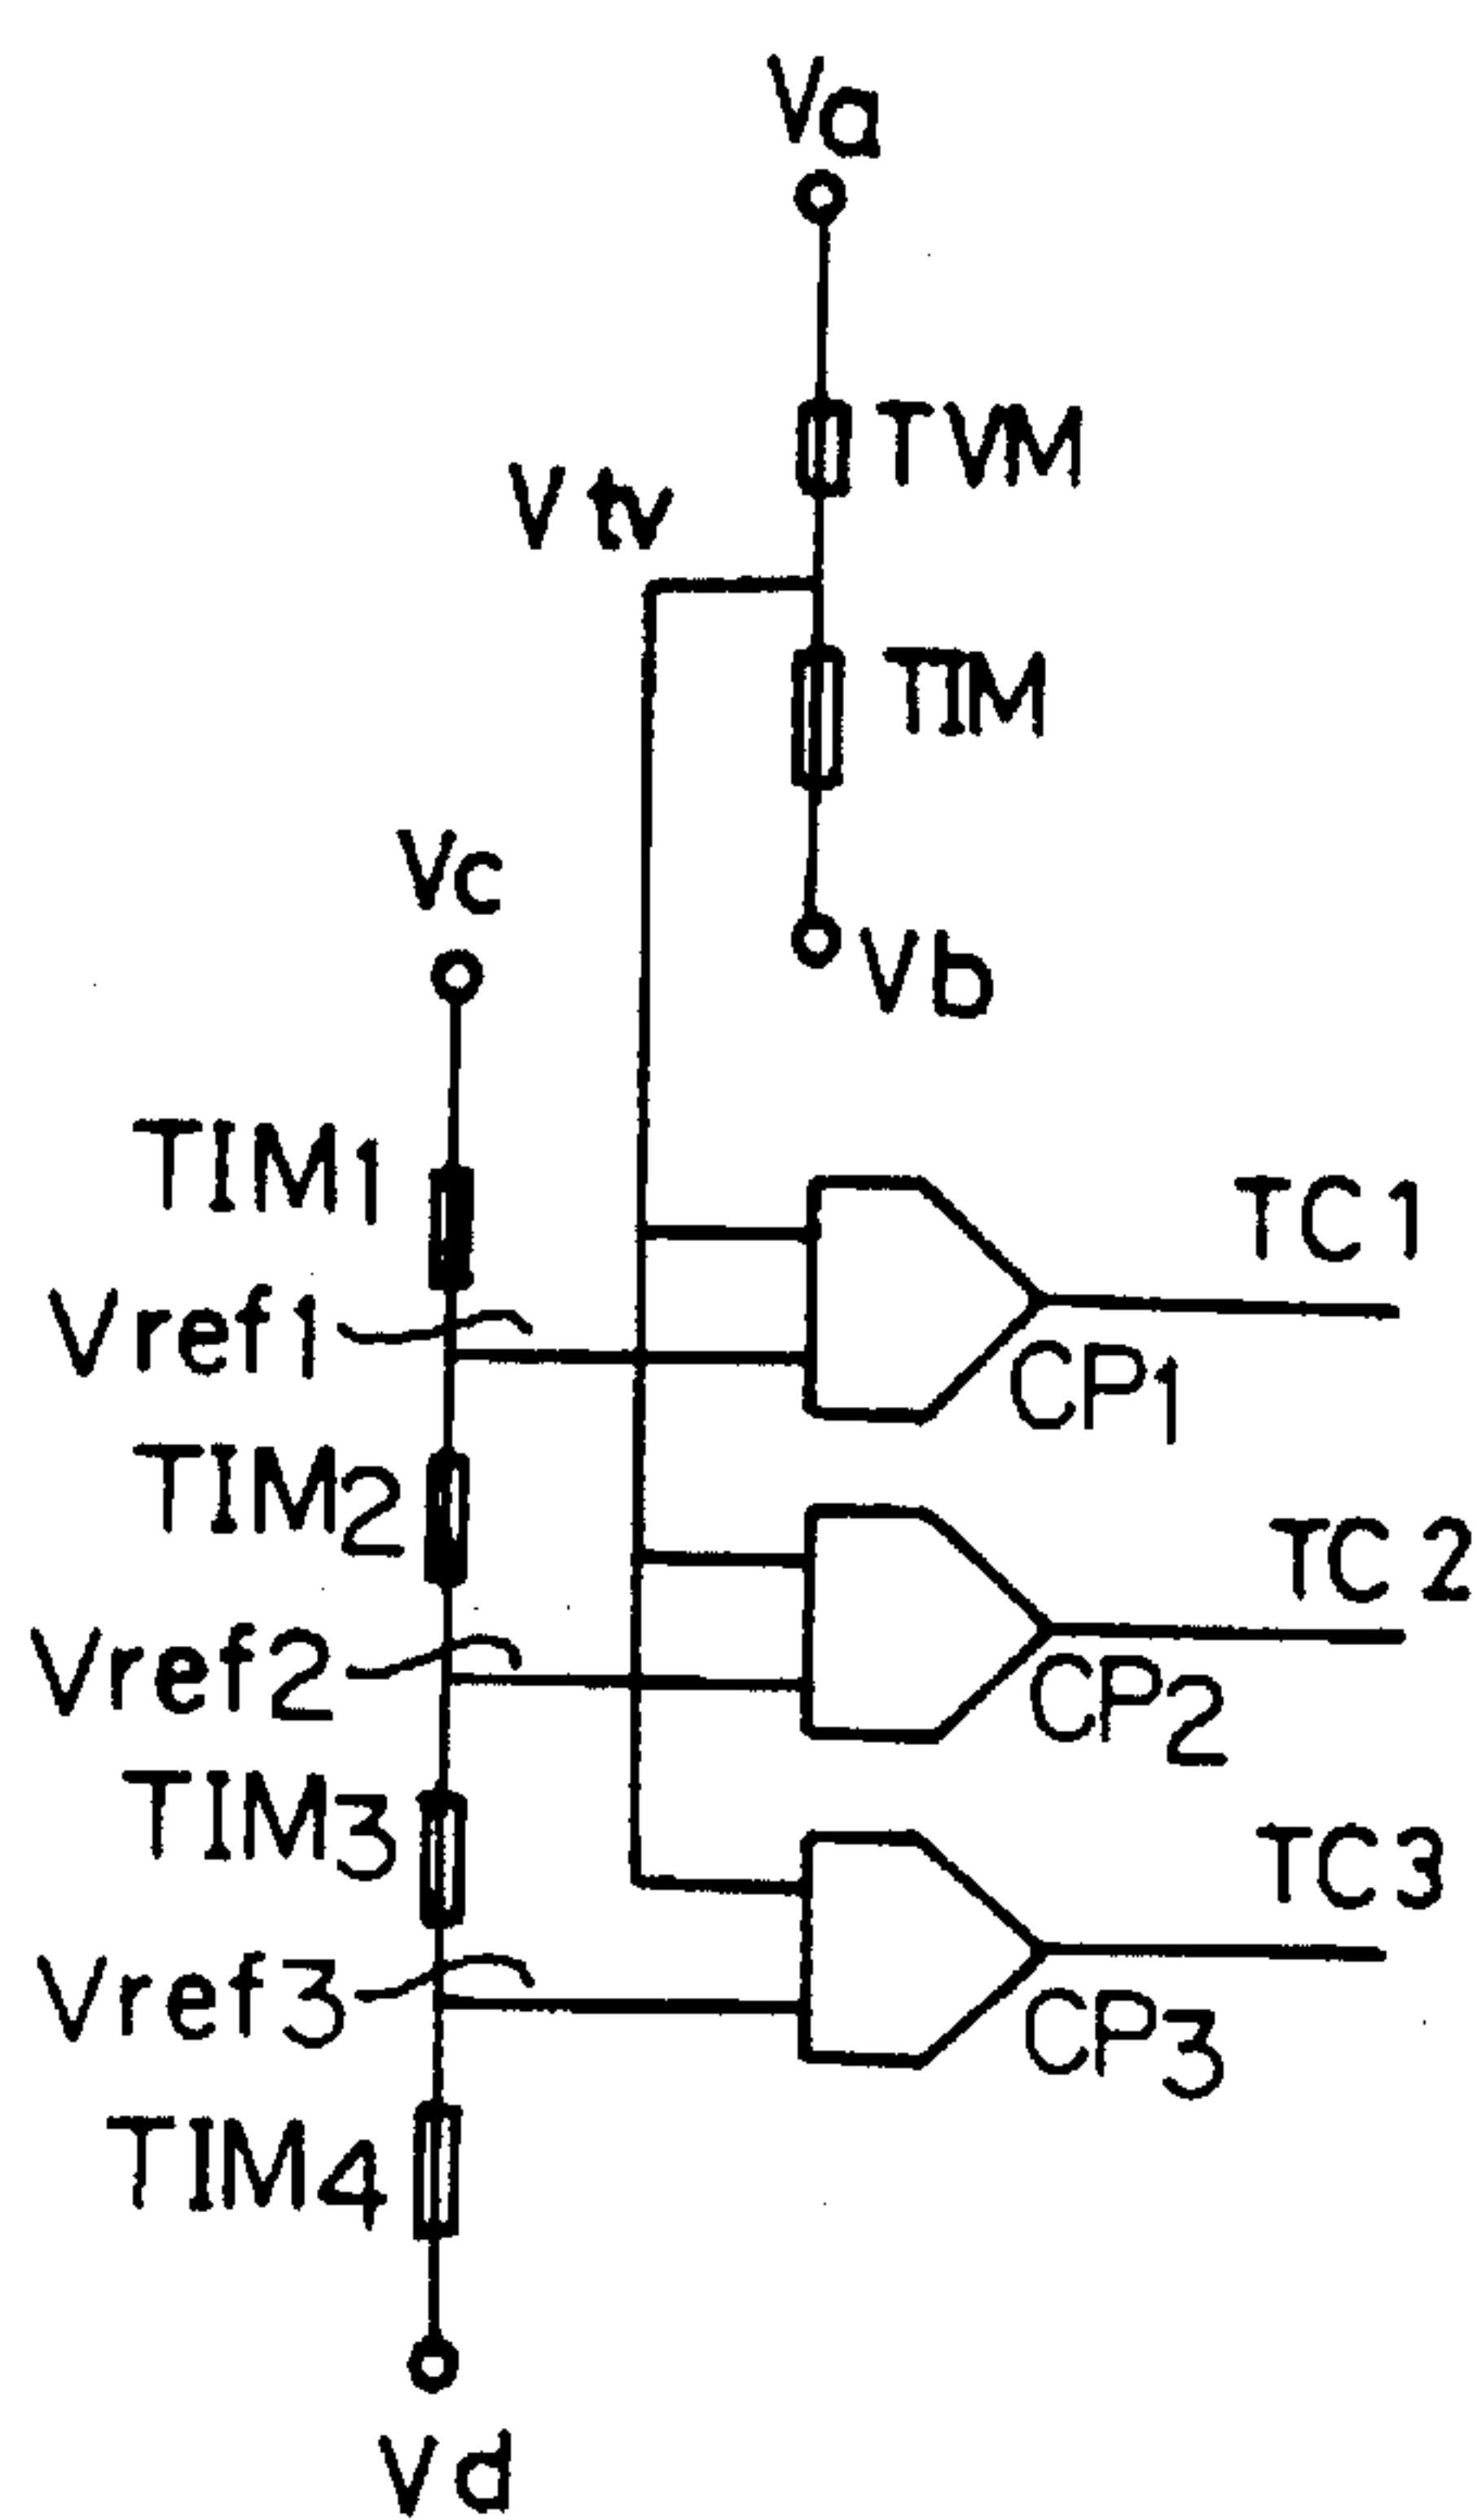 Va
TVM
Vtv
TIM
Vc
Vb
TIM1
TC1
Vref1
CP1
TIM2
TC2
Vref2
CP2
TIM3
TC3
Vref3
CP3
TIM4
Vd